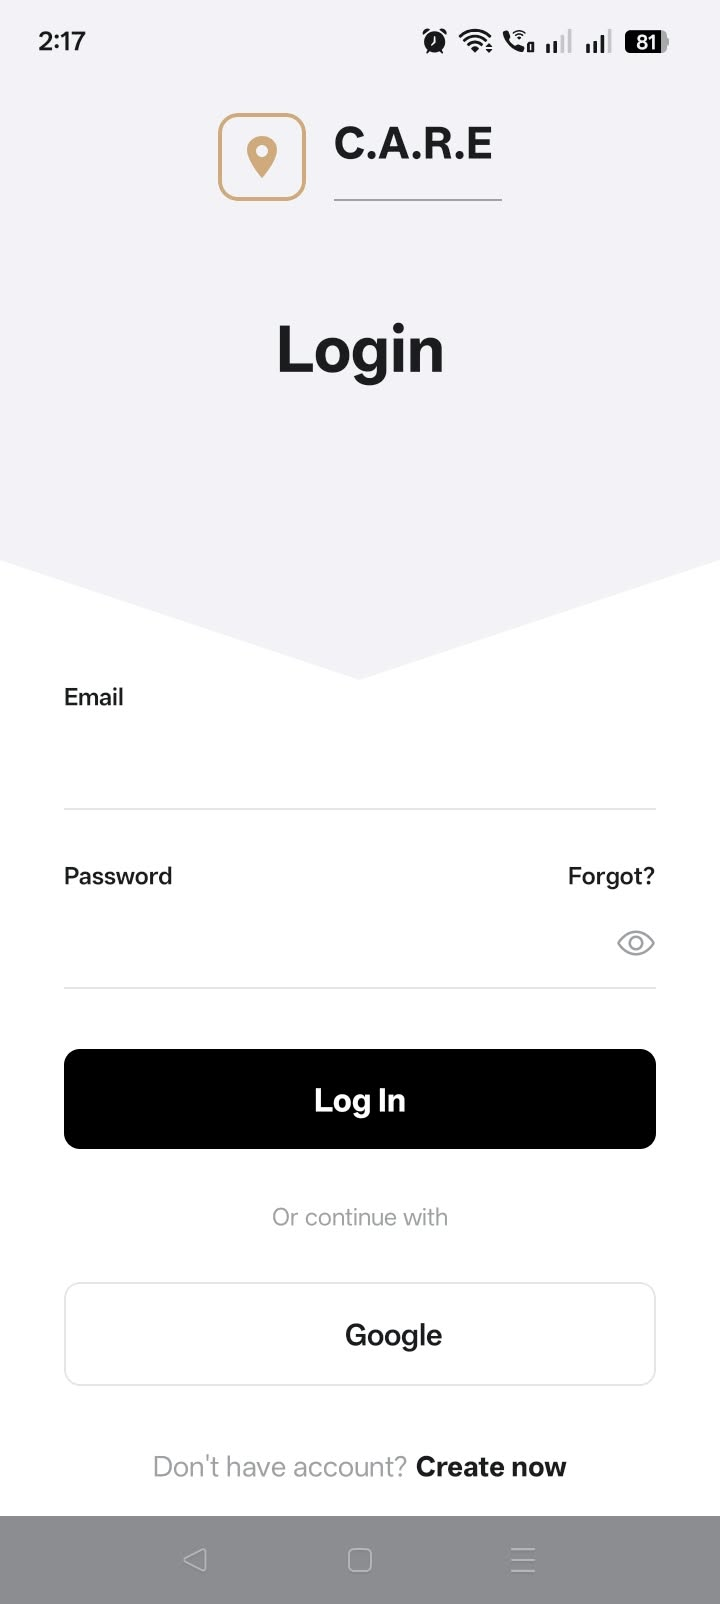 2:17
81
C.A.R.E
Login
Email
Password Forgot?
Log In
Or continue with
Google
Don't have account? Create now